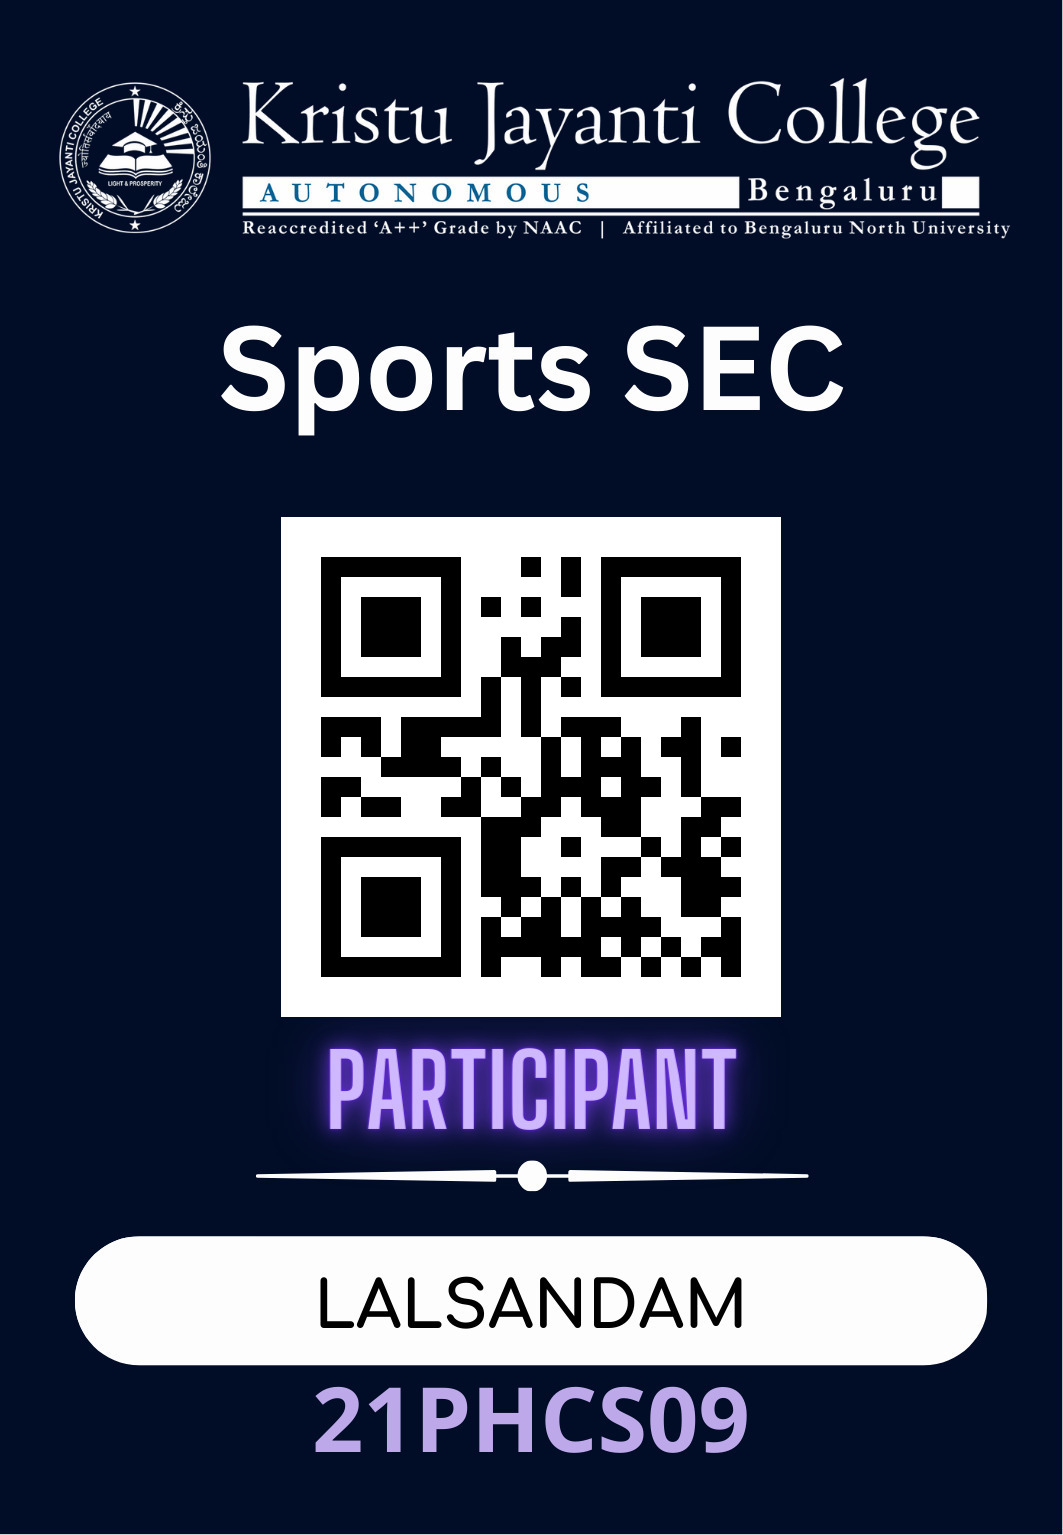 KRISTU JAYANTI COLLEGE
ಕ್ರಿಸ್ತು ಜಯಂತಿ ಕಾಲೇಜು
LIGHT & PROSPERITY
Kristu Jayanti College
AUTONOMOUS Bengaluru
Reaccredited ‘A++’ Grade by NAAC | Affiliated to Bengaluru North University
Sports SEC
PARTICIPANT
LALSANDAM
21PHCS09